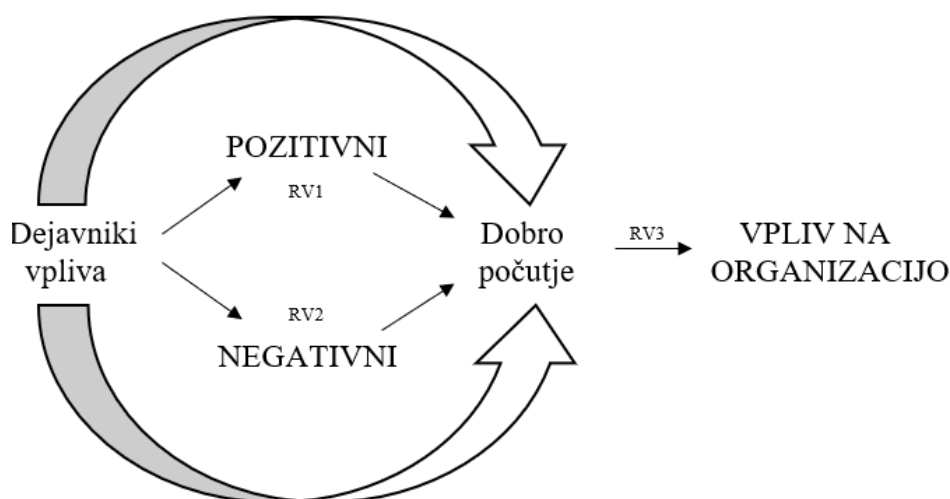 POZITIVNI
RV1
Dejavniki
vpliva
Dobro
počutje
RV3
VPLIV NA
ORGANIZACIJO
RV2
NEGATIVNI